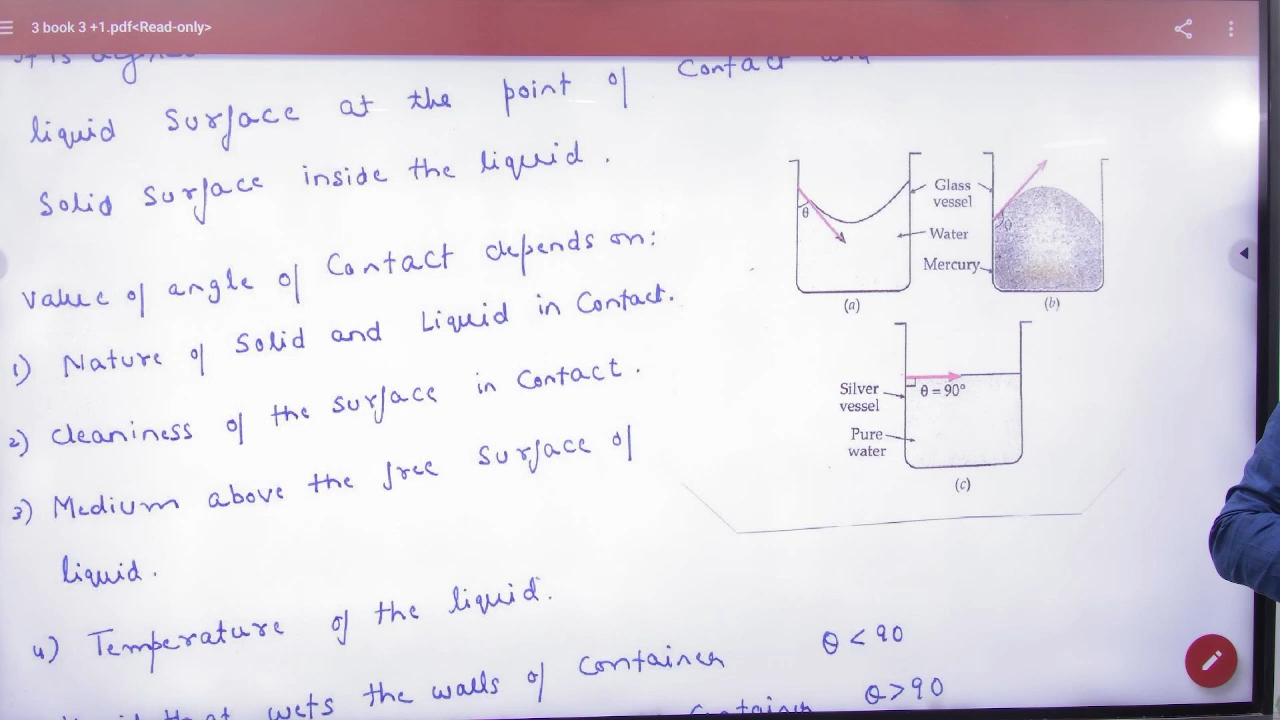 3 book 3 +1.pdf<Read-only>
Contact
liquid surface at the point of
Solid surface inside the liquid.
Value of angle of Contact depends on:
1) Nature of Solid and Liquid in Contact.
2) Cleaniness of the surface in Contact.
3) Medium above the free surface of
liquid.
4) Temperature of the liquid.
wets the walls of container
θ < 90
θ > 90
Glass
vessel
Water
Mercury
θ
θ
(a)
(b)
Silver
vessel
θ = 90°
Pure
water
(c)